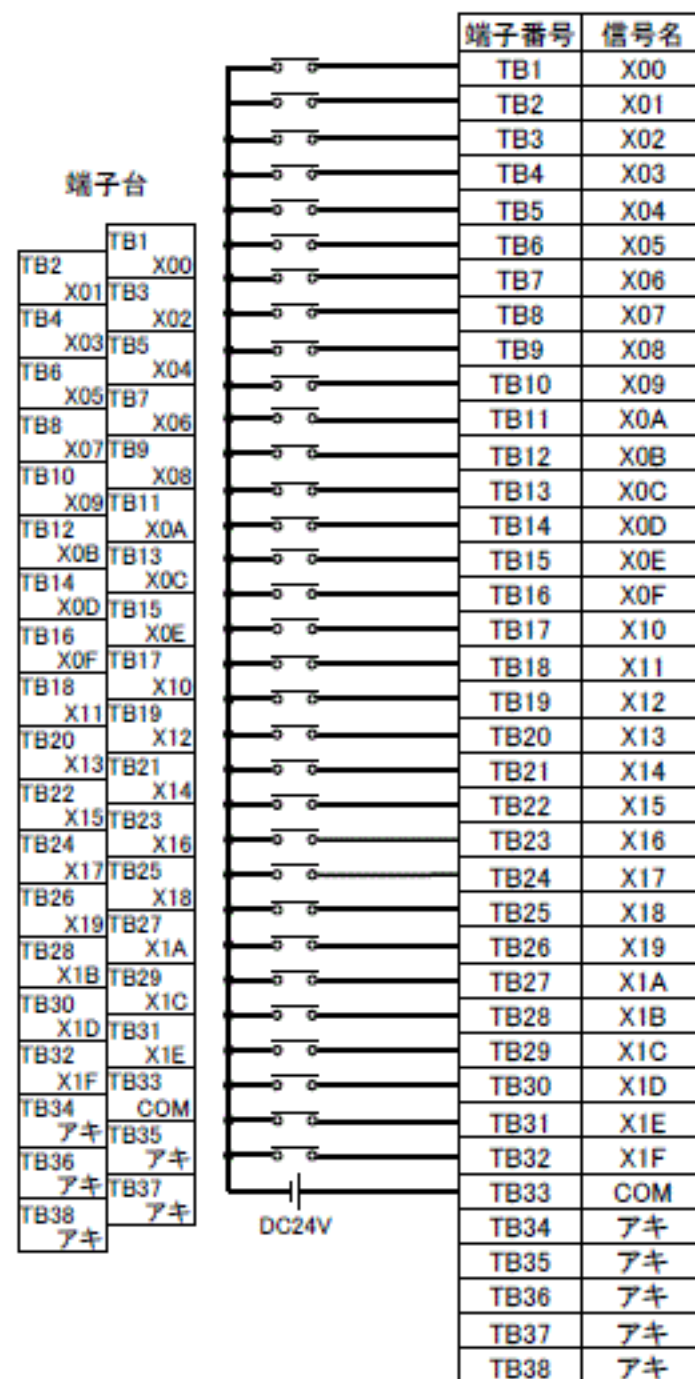 端子台
TB1
X00
TB2
X01
TB3
X02
TB4
X03
TB5
X04
TB6
X05
TB7
X06
TB8
X07
TB9
X08
TB10
X09
TB11
X0A
TB12
X0B
TB13
X0C
TB14
X0D
TB15
X0E
TB16
X0F
TB17
X10
TB18
X11
TB19
X12
TB20
X13
TB21
X14
TB22
X15
TB23
X16
TB24
X17
TB25
X18
TB26
X19
TB27
X1A
TB28
X1B
TB29
X1C
TB30
X1D
TB31
X1E
TB32
X1F
TB33
COM
TB34
アキ
TB35
アキ
TB36
アキ
TB37
アキ
TB38
アキ
DC24V
端子番号 信号名
TB1 X00
TB2 X01
TB3 X02
TB4 X03
TB5 X04
TB6 X05
TB7 X06
TB8 X07
TB9 X08
TB10 X09
TB11 X0A
TB12 X0B
TB13 X0C
TB14 X0D
TB15 X0E
TB16 X0F
TB17 X10
TB18 X11
TB19 X12
TB20 X13
TB21 X14
TB22 X15
TB23 X16
TB24 X17
TB25 X18
TB26 X19
TB27 X1A
TB28 X1B
TB29 X1C
TB30 X1D
TB31 X1E
TB32 X1F
TB33 COM
TB34 アキ
TB35 アキ
TB36 アキ
TB37 アキ
TB38 アキ